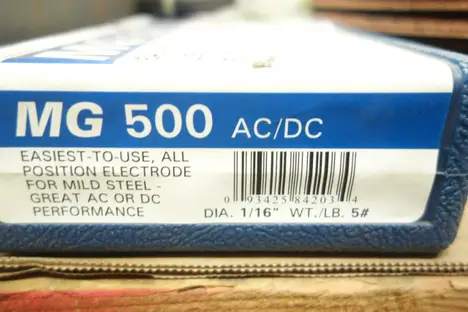 MG 500 AC/DC
EASIEST-TO-USE, ALL
POSITION ELECTRODE
FOR MILD STEEL -
GREAT AC OR DC
PERFORMANCE
0 93425 84203 4
DIA. 1/16" WT./LB. 5#